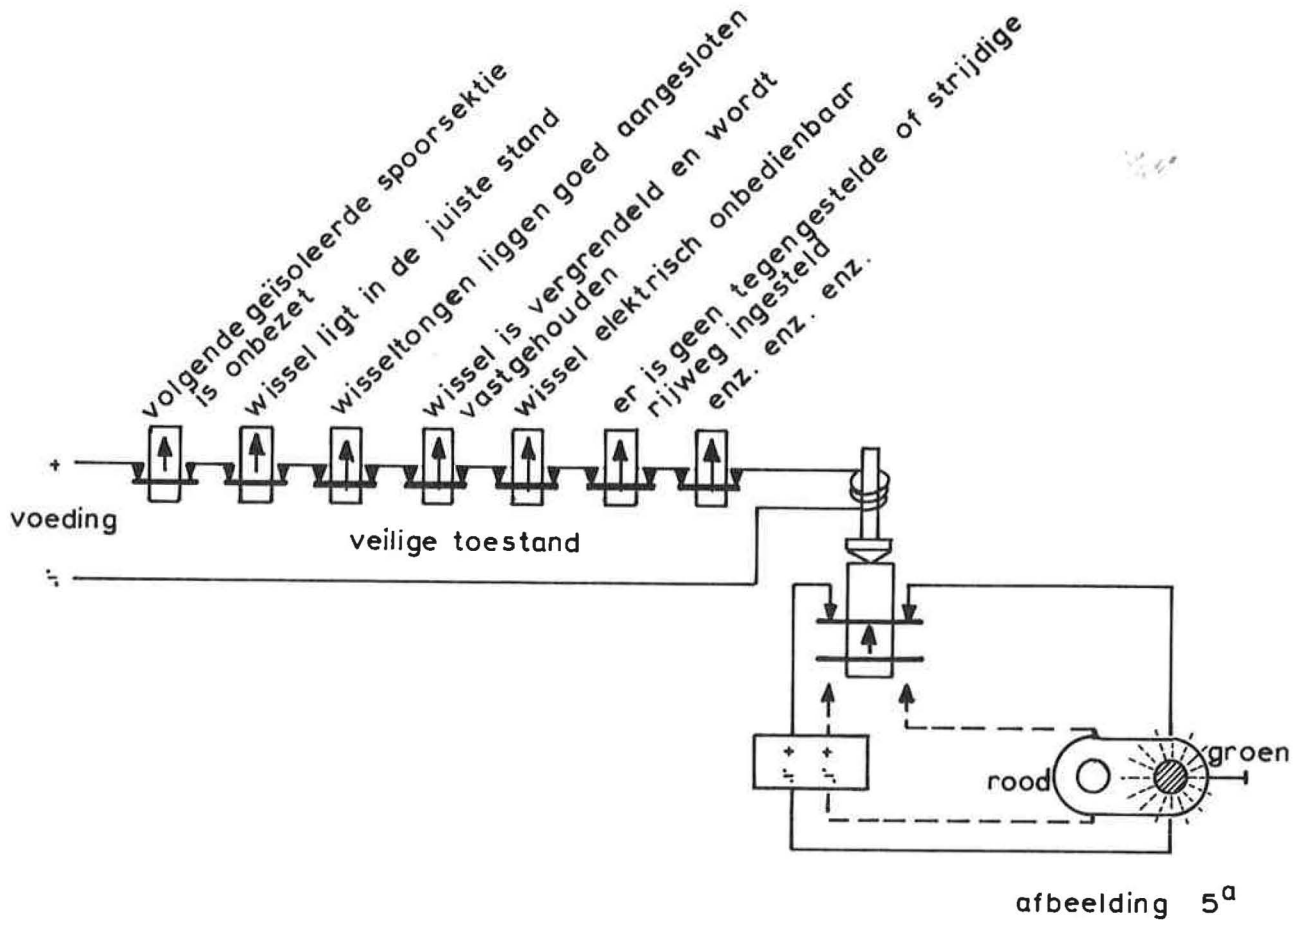 volgende geïsoleerde spoorsektie
is onbezet
wissel ligt in de juiste stand
wisseltongen liggen goed aangesloten
wissel is vergrendeld en wordt
vastgehouden
wissel elektrisch onbedienbaar
er is geen tegengestelde of strijdige
rijweg ingesteld
enz. enz. enz.
+
voeding
veilige toestand
+ +
rood
groen
afbeelding 5a